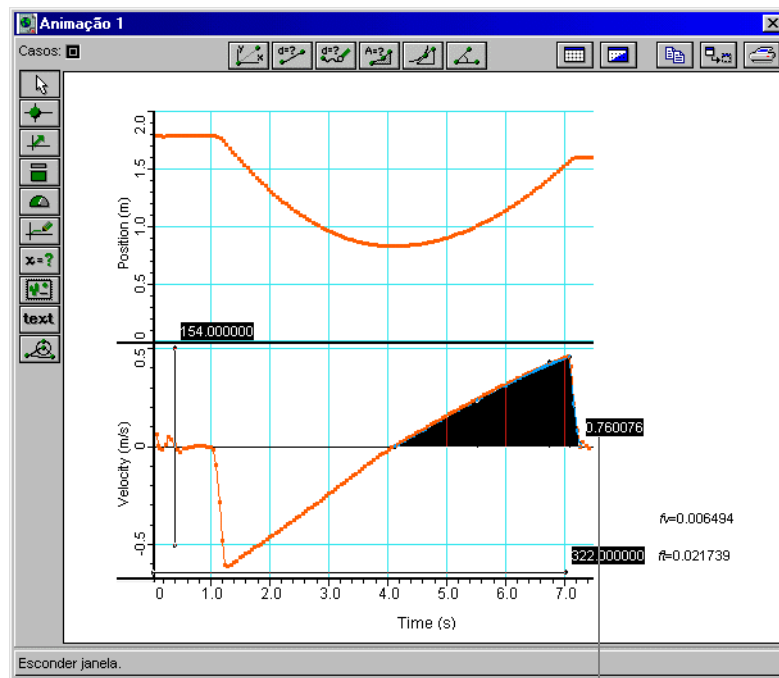 Animação 1
Casos:
y x d=? d=? A=?
x=?
text
2.0
1.5
1.0
0.5
0
Position (m)
154.000000
0.5
0
-0.5
Velocity (m/s)
0.760076
fv=0.006494
322.000000 ft=0.021739
0 1.0 2.0 3.0 4.0 5.0 6.0 7.0
Time (s)
Esconder janela.